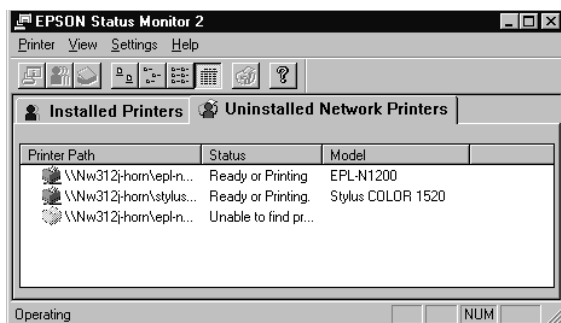 EPSON Status Monitor 2
Printer View Settings Help
Installed Printers Uninstalled Network Printers
Printer Path Status Model
\\Nw312j-horn\epl-n... Ready or Printing EPL-N1200
\\Nw312j-horn\stylus... Ready or Printing. Stylus COLOR 1520
\\Nw312j-horn\epl-n... Unable to find pr...
Operating NUM